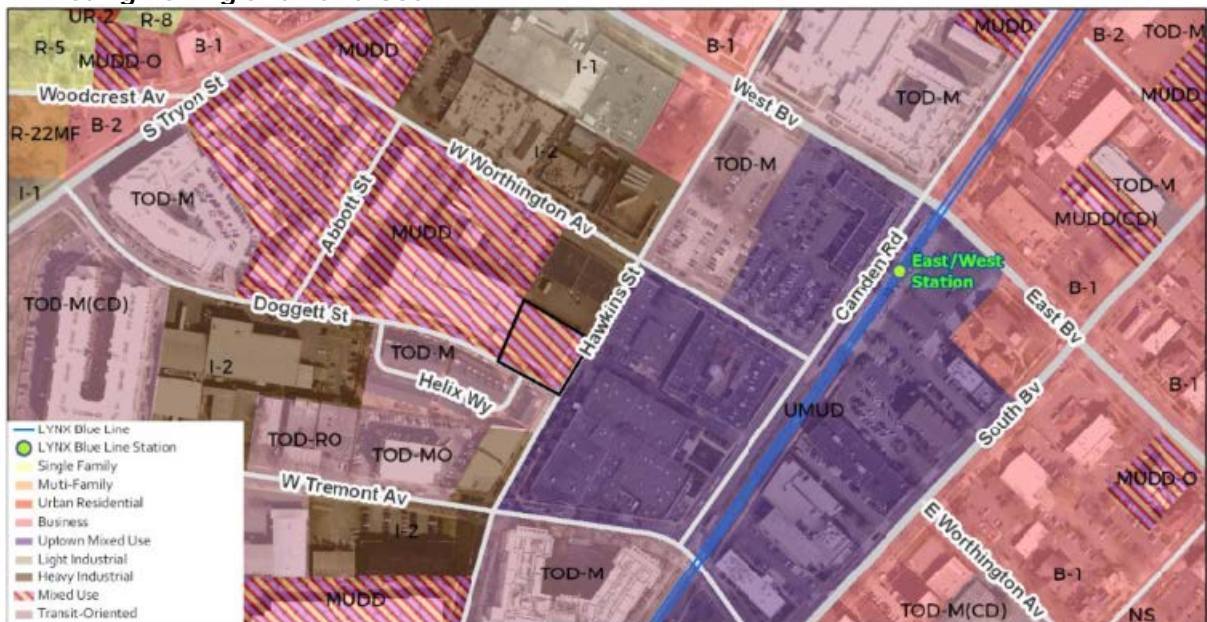 UR-2
R-8
R-5
MUDD-O
B-1
MUDD
I-1
B-1
MUDD
B-2
TOD-M
Woodcrest Av
S Tryon St
West Bv
TOD-M
MUDD
R-22MF
B-2
I-2
TOD-M
TOD-M
I-1
TOD-M
Abbott St
W Worthington Av
MUDD
MUDD(CD)
Camden Rd
East/West
Station
TOD-M(CD)
Doggett St
Hawkins St
B-1
East Bv
I-2
TOD-M
Helix Wy
B-1
UMUD
South Bv
TOD-RO
TOD-MO
MUDD-O
W Tremont Av
I-2
E Worthington Av
TOD-M
B-1
MUDD
TOD-M(CD)
NS
LYNX Blue Line
LYNX Blue Line Station
Single Family
Muti-Family
Urban Residential
Business
Uptown Mixed Use
Light Industrial
Heavy Industrial
Mixed Use
Transit-Oriented